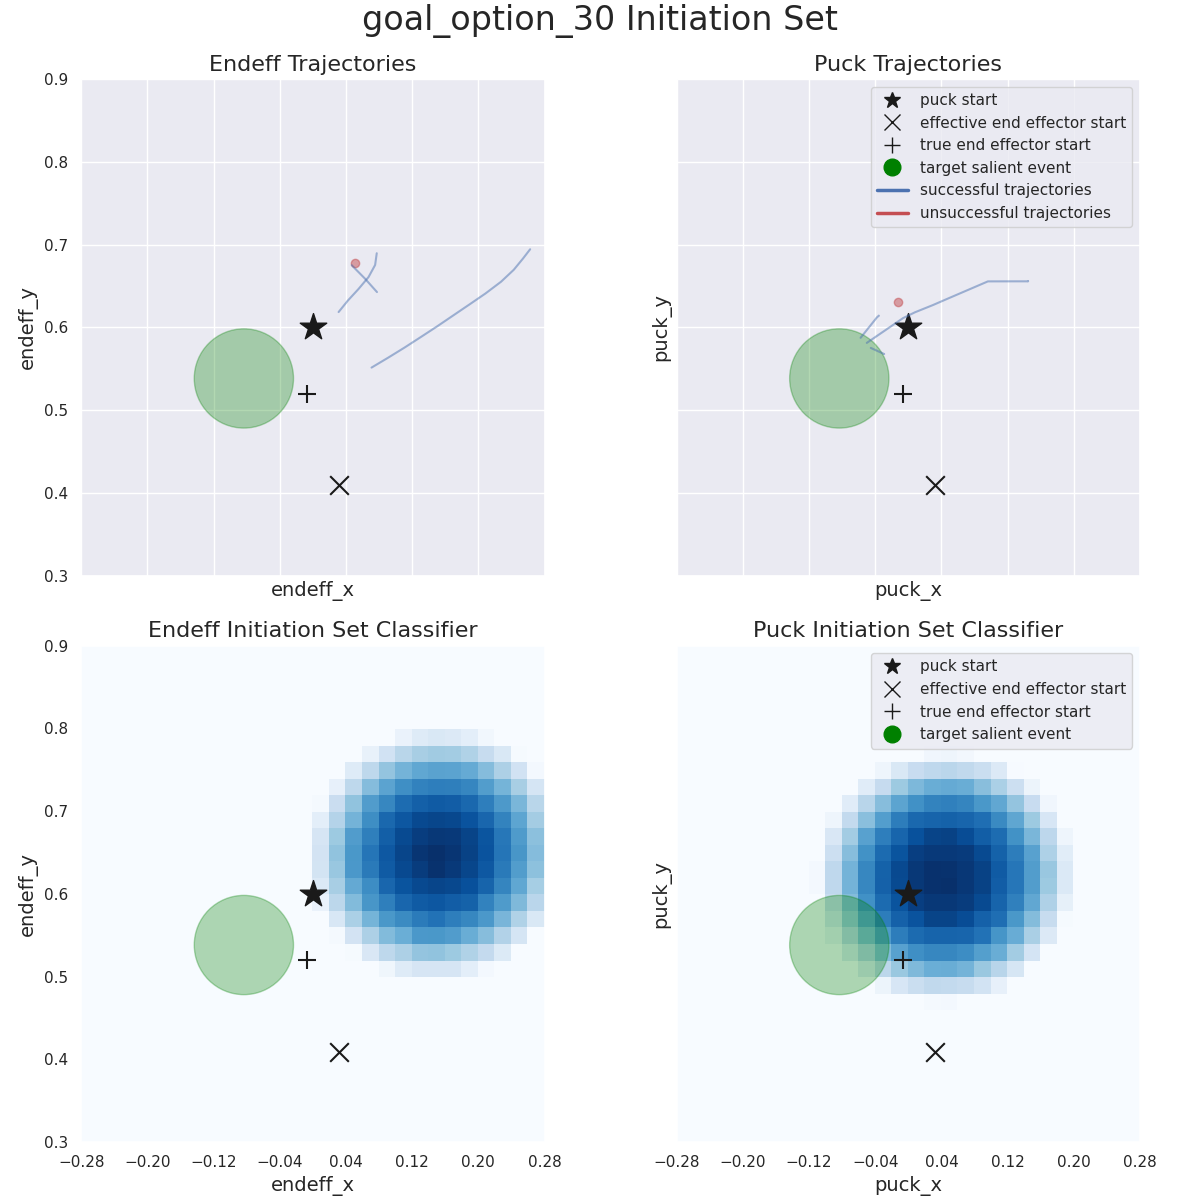 goal_option_30 Initiation Set
Endeff Trajectories
0.9
0.8
0.7
0.6
0.5
0.4
0.3
endeff_y
endeff_x
Puck Trajectories
puck start
effective end effector start
true end effector start
target salient event
successful trajectories
unsuccessful trajectories
puck_y
puck_x
Endeff Initiation Set Classifier
0.9
0.8
0.7
0.6
0.5
0.4
0.3
endeff_y
−0.28 −0.20 −0.12 −0.04 0.04 0.12 0.20 0.28
endeff_x
Puck Initiation Set Classifier
puck start
effective end effector start
true end effector start
target salient event
puck_y
−0.28 −0.20 −0.12 −0.04 0.04 0.12 0.20 0.28
puck_x